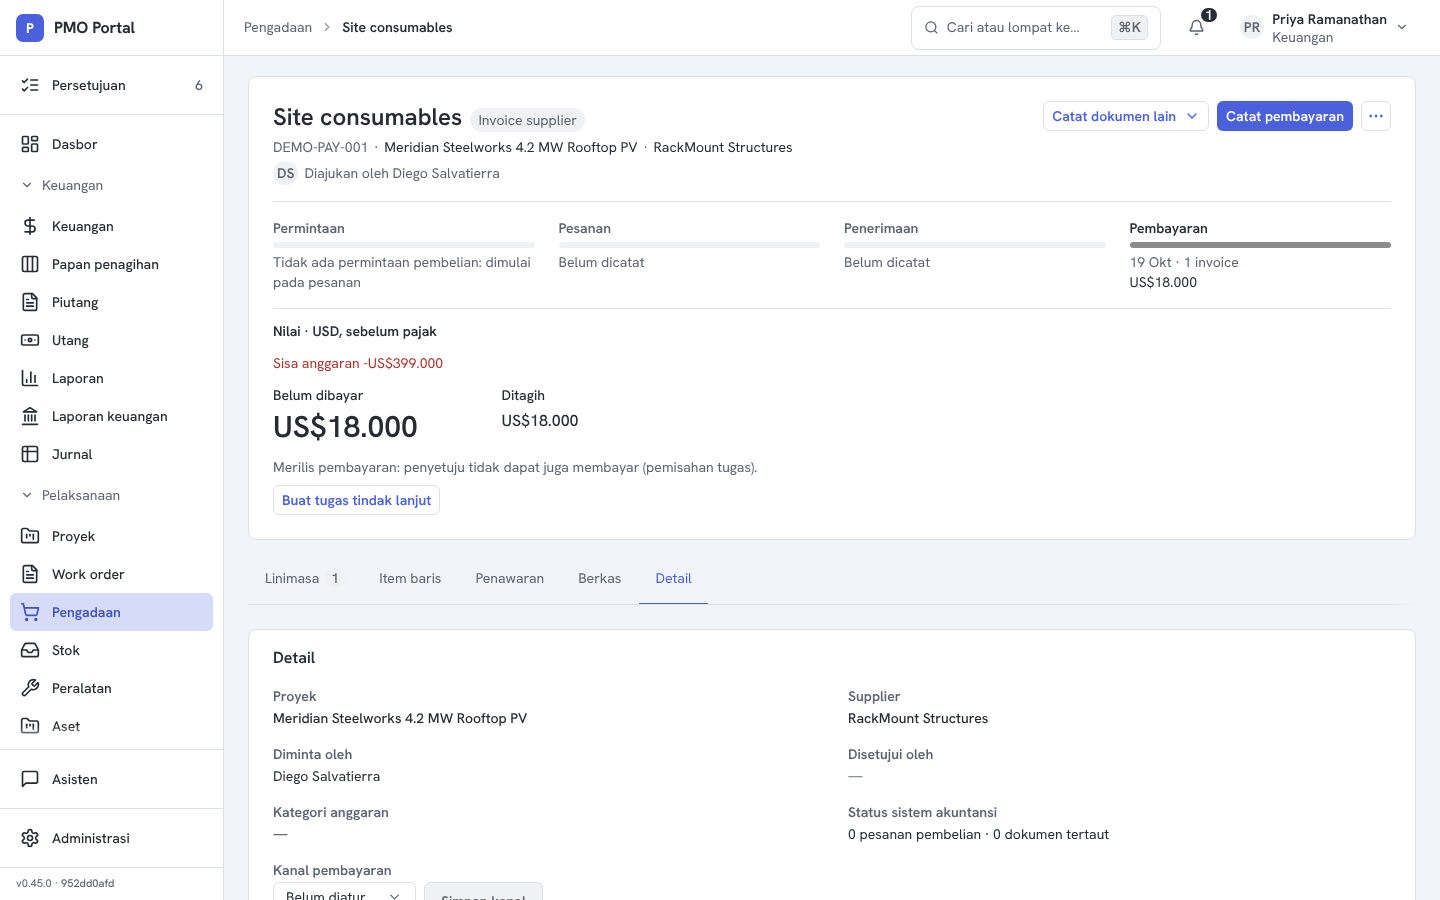 P PMO Portal
Pengadaan Site consumables
Cari atau lompat ke... ⌘K
1
PR Priya Ramanathan
Keuangan
Persetujuan 6
Dasbor
Keuangan
Keuangan
Papan penagihan
Piutang
Utang
Laporan
Laporan keuangan
Jurnal
Pelaksanaan
Proyek
Work order
Pengadaan
Stok
Peralatan
Aset
Asisten
Administrasi
v0.45.0 · 952dd0afd
Site consumables Invoice supplier
Catat dokumen lain
Catat pembayaran
DEMO-PAY-001 · Meridian Steelworks 4.2 MW Rooftop PV · RackMount Structures
DS Diajukan oleh Diego Salvatierra
Permintaan
Tidak ada permintaan pembelian: dimulai
pada pesanan
Pesanan
Belum dicatat
Penerimaan
Belum dicatat
Pembayaran
19 Okt · 1 invoice
US$18.000
Nilai · USD, sebelum pajak
Sisa anggaran -US$399.000
Belum dibayar
US$18.000
Ditagih
US$18.000
Merilis pembayaran: penyetuju tidak dapat juga membayar (pemisahan tugas).
Buat tugas tindak lanjut
Linimasa 1
Item baris
Penawaran
Berkas
Detail
Detail
Proyek
Meridian Steelworks 4.2 MW Rooftop PV
Supplier
RackMount Structures
Diminta oleh
Diego Salvatierra
Disetujui oleh
—
Kategori anggaran
—
Status sistem akuntansi
0 pesanan pembelian · 0 dokumen tertaut
Kanal pembayaran
Belum diatur
Simpan kanal